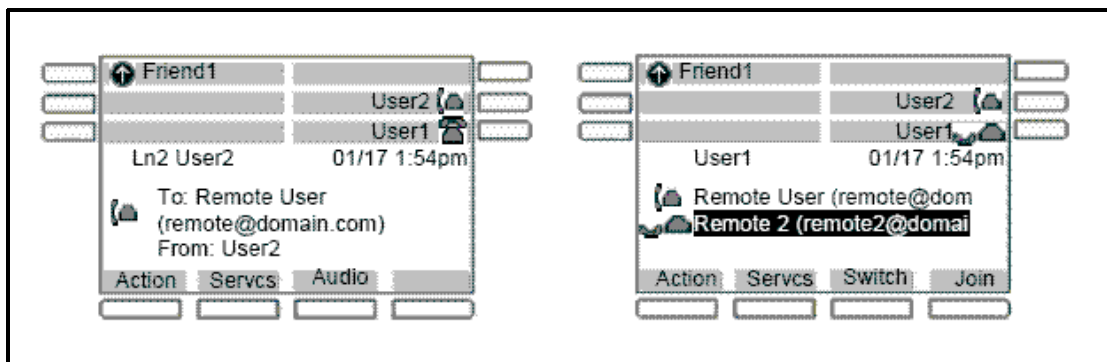 Friend1
User2
User1
Ln2 User2 01/17 1:54pm
To: Remote User
(remote@domain.com)
From: User2
Action Servcs Audio
Friend1
User2
User1
User1 01/17 1:54pm
Remote User (remote@dom
Remote 2 (remote2@domai
Action Servcs Switch Join